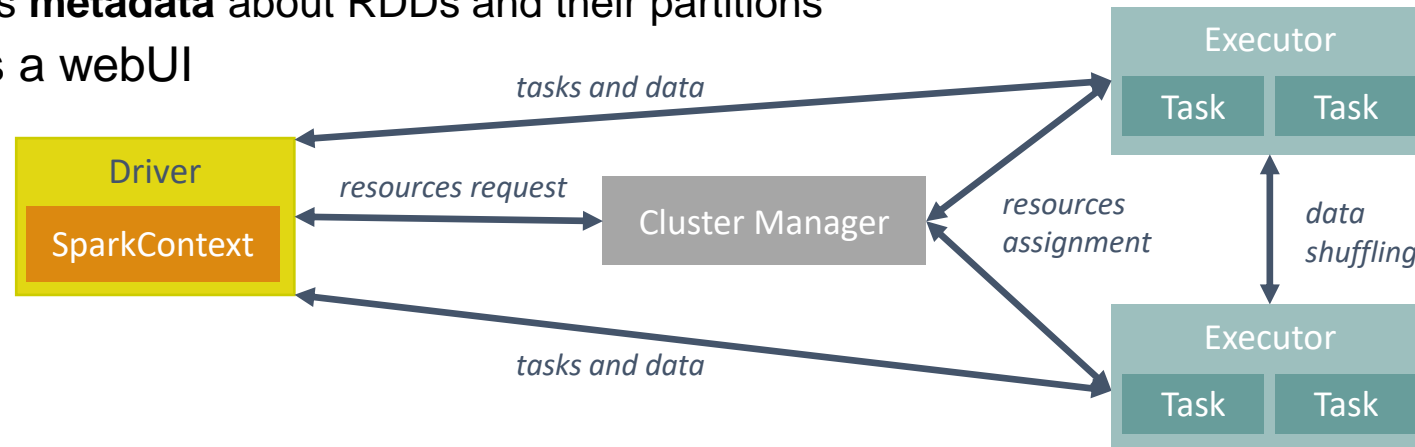 s metadata about RDDs and their partitions
s a webUI
Executor
tasks and data
Task Task
Driver
resources request
SparkContext
Cluster Manager
resources
assignment
data
shuffling
Executor
tasks and data
Task Task